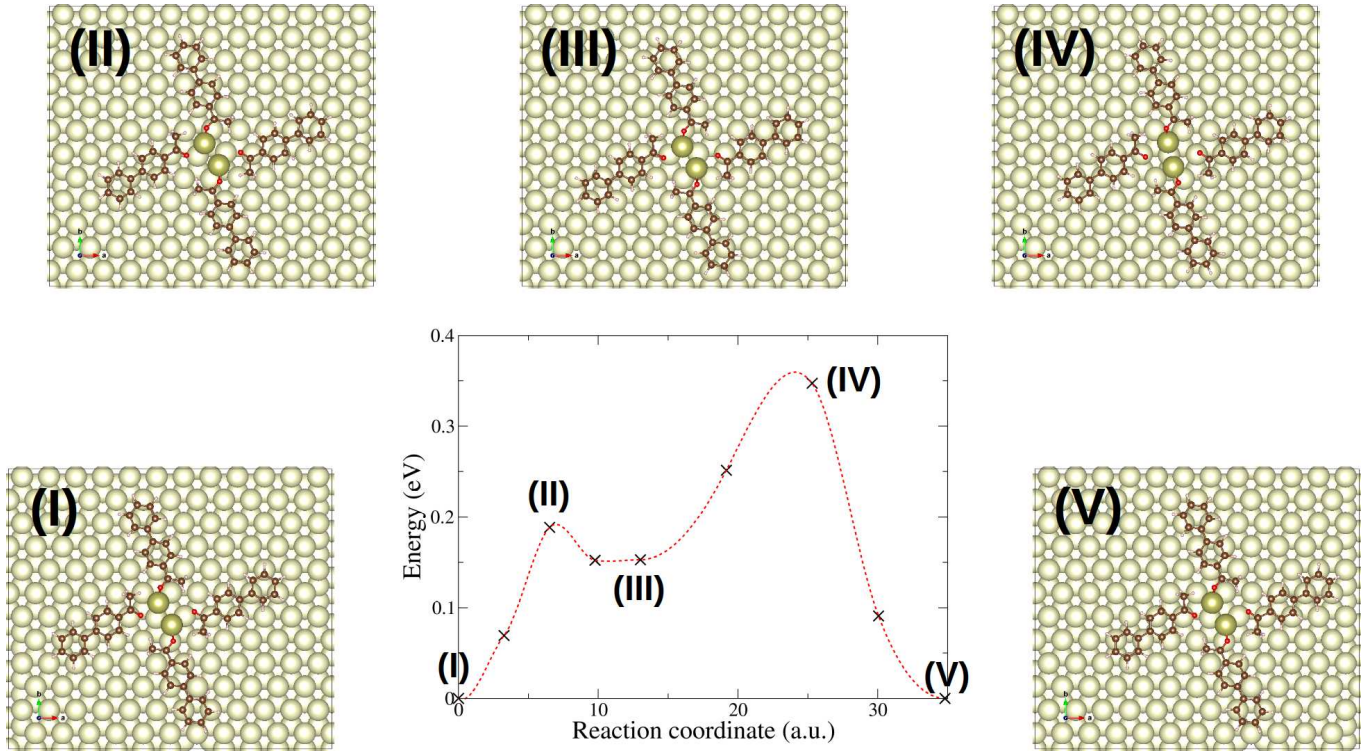 (II)
b
a
(III)
b
a
(IV)
b
a
0.4
0.3
0.2
0.1
0
Energy (eV)
(I)
(II)
(III)
(IV)
(V)
0
10
20
30
Reaction coordinate (a.u.)
(I)
b
a
(V)
b
a